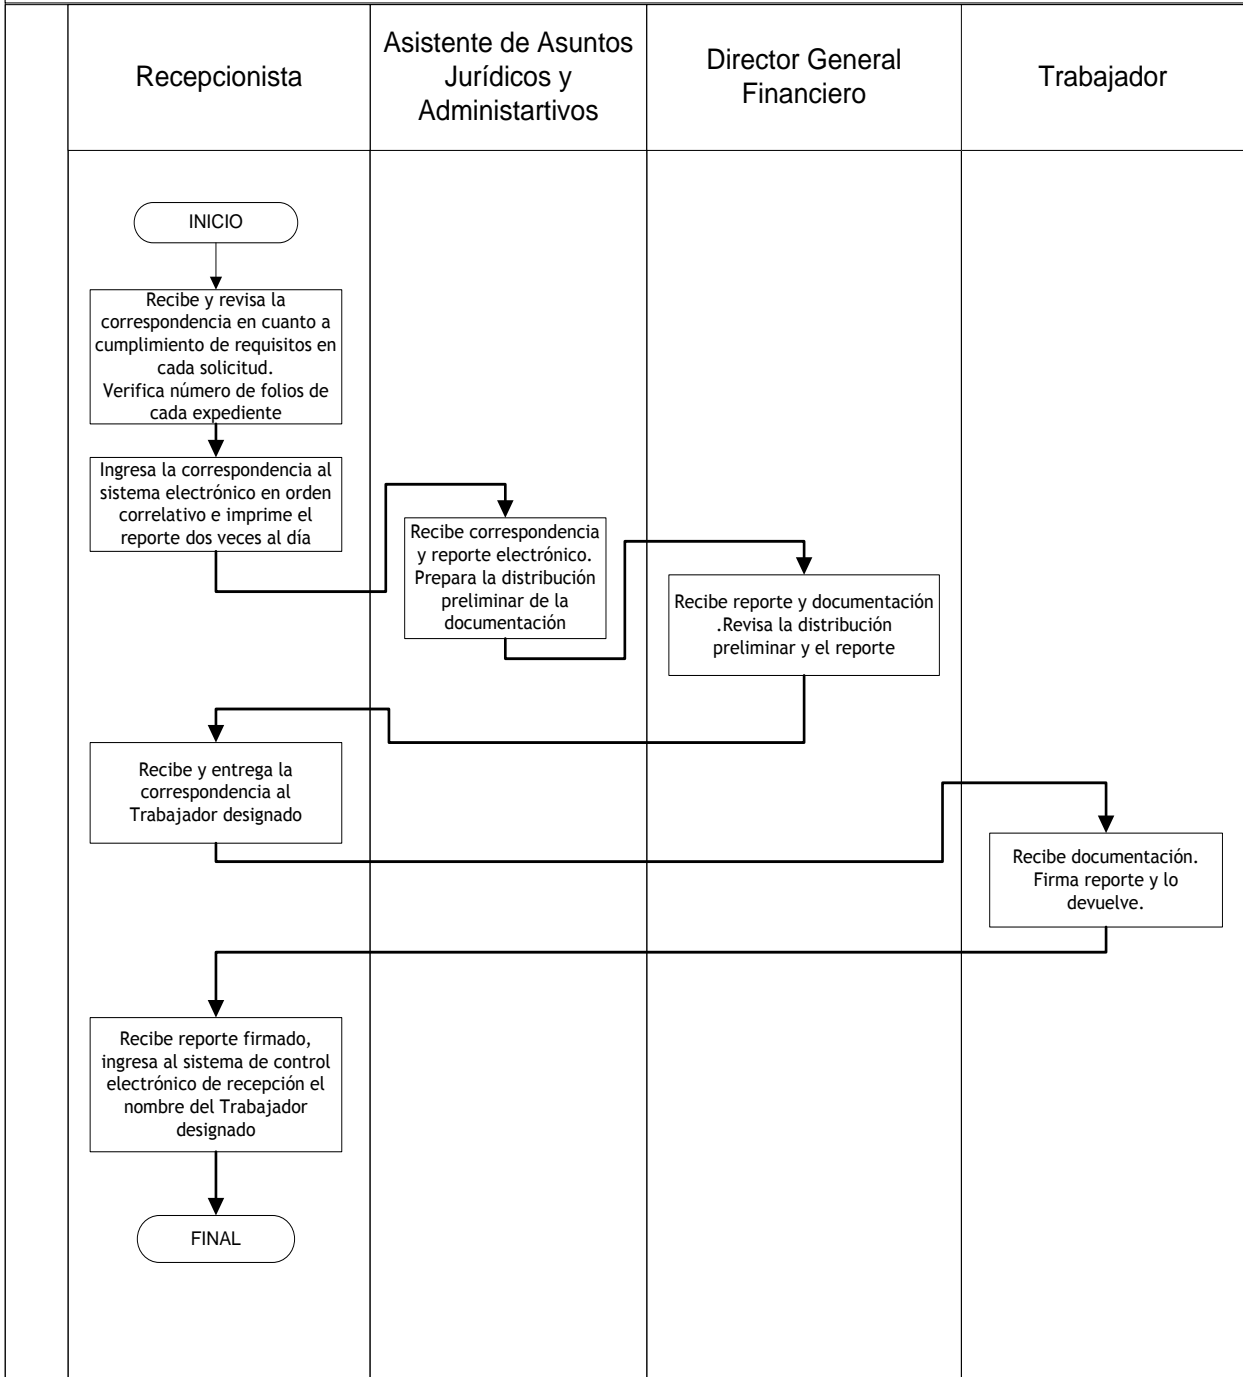 Recepcionista
Asistente de Asuntos
Jurídicos y
Administartivos
Director General
Financiero
Trabajador
INICIO
Recibe y revisa la
correspondencia en cuanto a
cumplimiento de requisitos en
cada solicitud.
Verifica número de folios de
cada expediente
Ingresa la correspondencia al
sistema electrónico en orden
correlativo e imprime el
reporte dos veces al día
Recibe correspondencia
y reporte electrónico.
Prepara la distribución
preliminar de la
documentación
Recibe reporte y documentación
.Revisa la distribución
preliminar y el reporte
Recibe y entrega la
correspondencia al
Trabajador designado
Recibe documentación.
Firma reporte y lo
devuelve.
Recibe reporte firmado,
ingresa al sistema de control
electrónico de recepción el
nombre del Trabajador
designado
FINAL